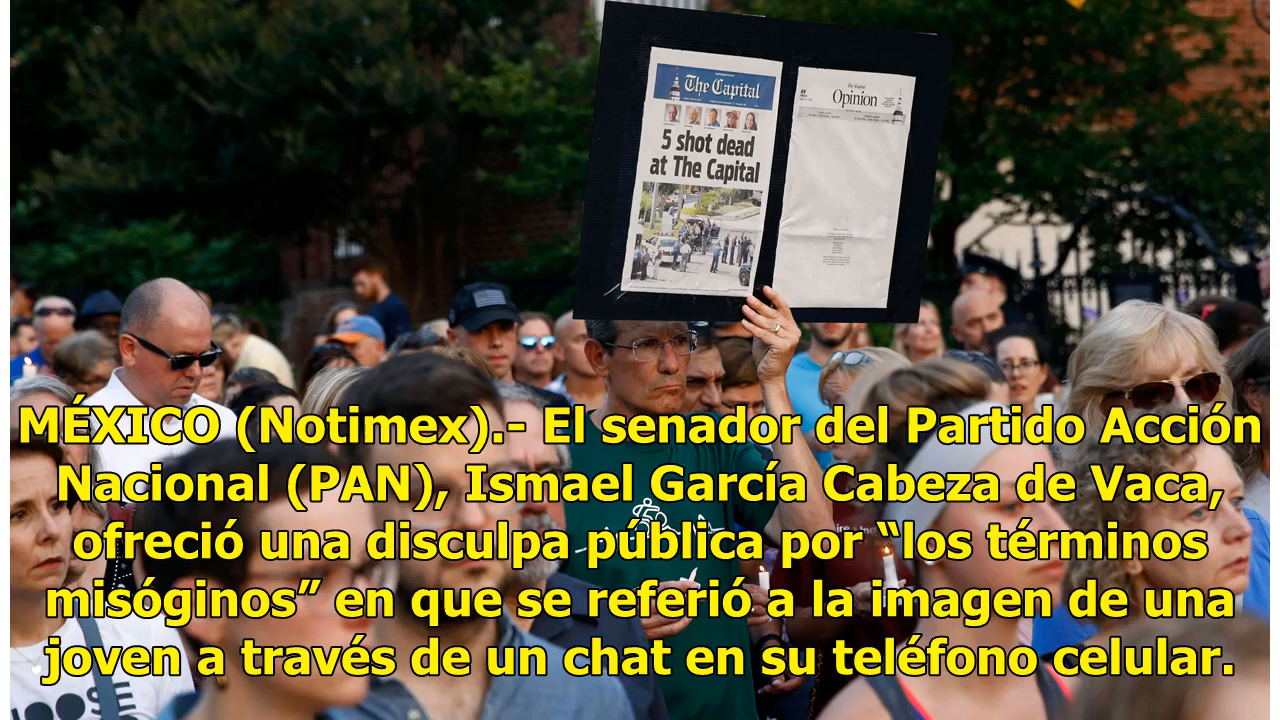 The Capital
5 shot dead
at The Capital
Opinion
MÉXICO (Notimex).- El senador del Partido Acción
Nacional (PAN), Ismael García Cabeza de Vaca,
ofreció una disculpa pública por “los términos
misóginos” en que se referió a la imagen de una
joven a través de un chat en su teléfono celular.